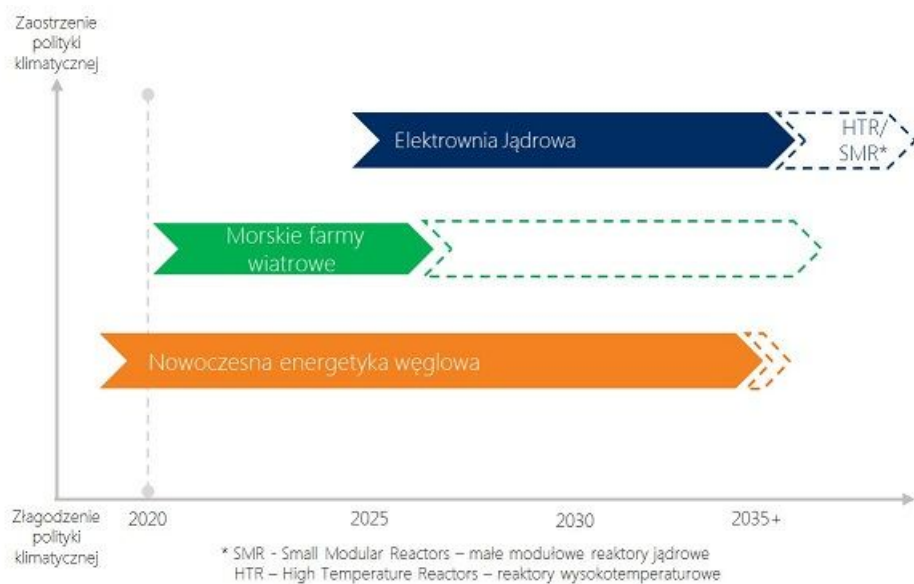 Zaostrzenie
polityki
klimatycznej
Elektrownia Jądrowa
HTR/
SMR*
Morskie farmy
wiatrowe
Nowoczesna energetyka węglowa
Złagodzenie
polityki
klimatycznej
2020
2025
2030
2035+
* SMR - Small Modular Reactors – małe modułowe reaktory jądrowe
HTR – High Temperature Reactors – reaktory wysokotemperaturowe